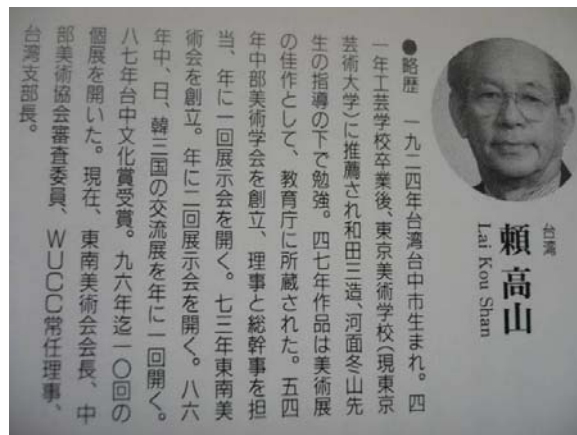 台湾
頼高山
Lai Kou Shan
●略歴　一九二四年台湾台中市生まれ。四
一年工芸学校卒業後、東京美術学校(現東京
芸術大学)に推薦され和田三造、河面冬山先
生の指導の下で勉強。四七年作品は美術展
の佳作として、教育庁に所蔵された。五四
年中部美術学会を創立、理事と総幹事を担
当、年に一回展示会を開く。七三年東南美
術会を創立。年に二回展示会を開く。八六
年中、日、韓三国の交流展を年に一回開く。
八七年台中文化賞受賞。九六年迄一〇回の
個展を開いた。現在、東南美術会会長、中
部美術協会審査委員、WUCC常任理事、
台湾支部長。